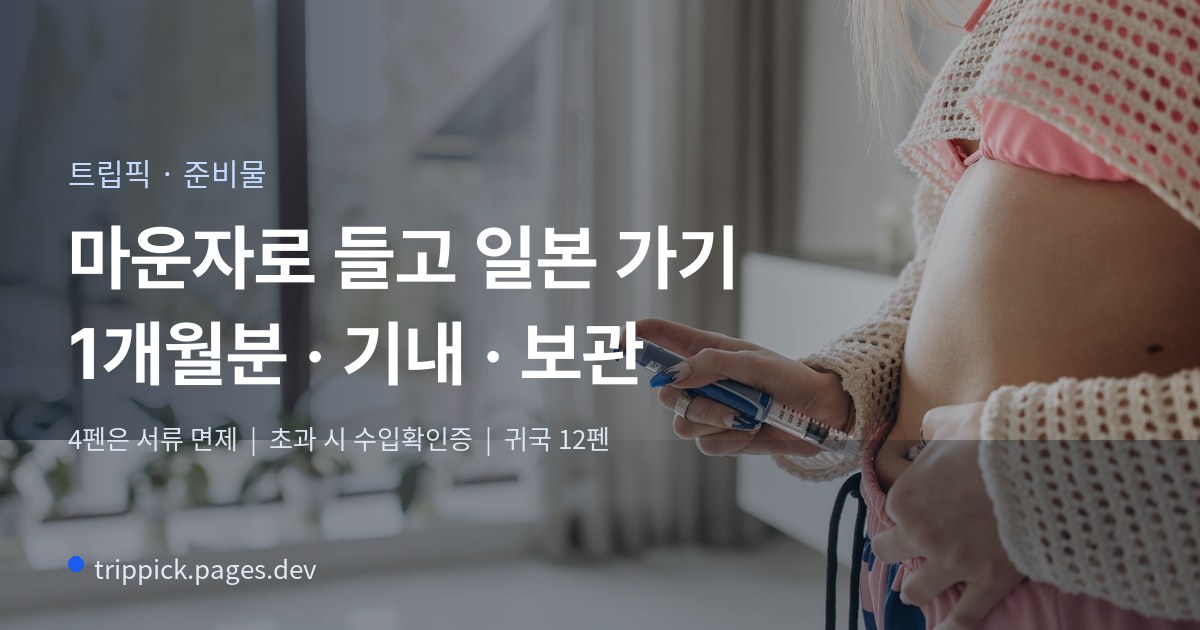 트립픽 · 준비물
마운자로 들고 일본 가기
1개월분 · 기내 · 보관
4펜은 서류 면제 | 초과 시 수입확인증 | 귀국 12펜
trippick.pages.dev